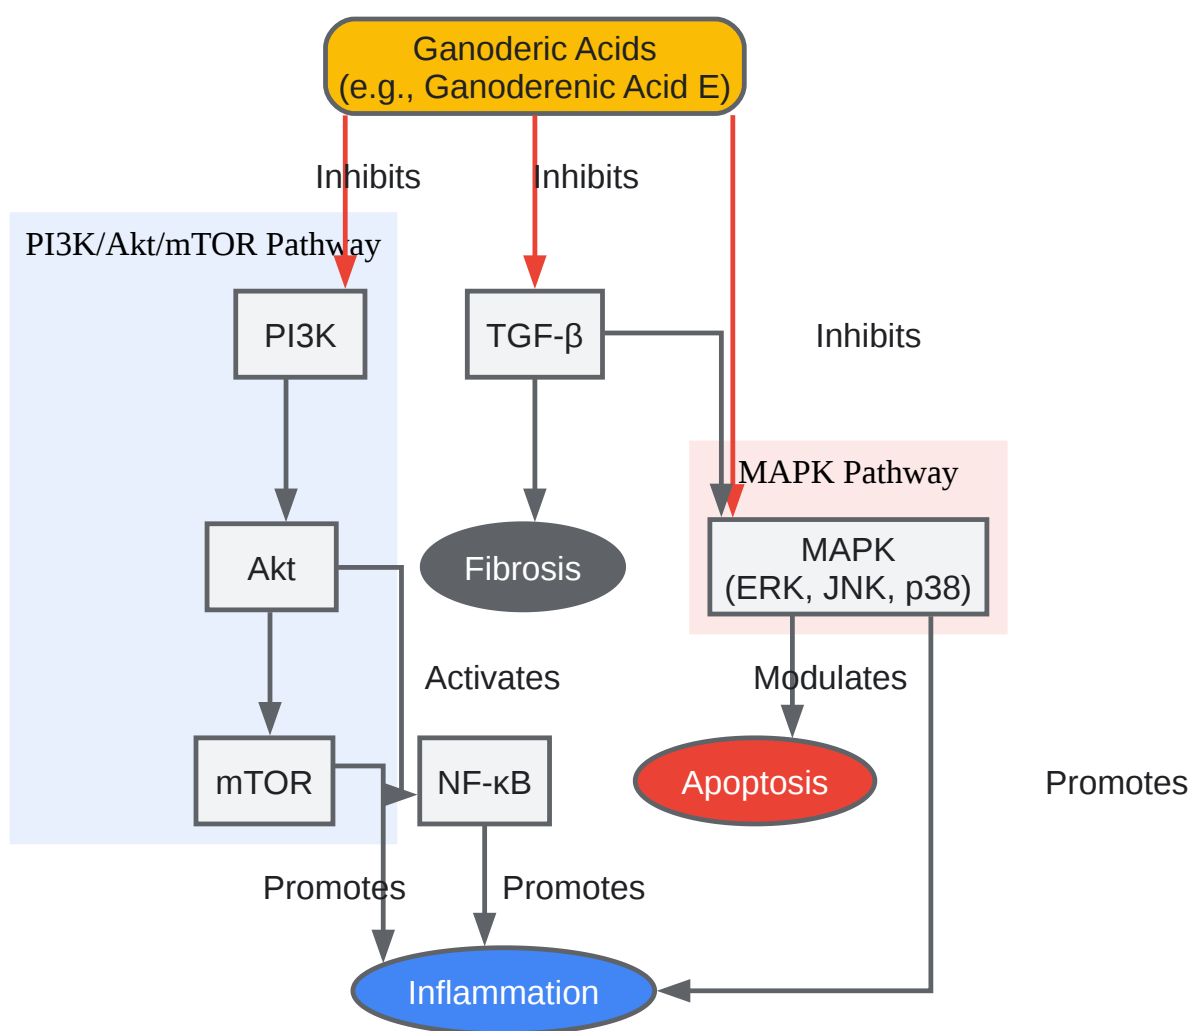 Ganoderic Acids
(e.g., Ganoderenic Acid E)
Inhibits
Inhibits
PI3K/Akt/mTOR Pathway
PI3K
TGF-β
Inhibits
MAPK Pathway
Akt
Fibrosis
MAPK
(ERK, JNK, p38)
Activates
Modulates
mTOR
NF-κB
Apoptosis
Promotes
Promotes
Promotes
Inflammation